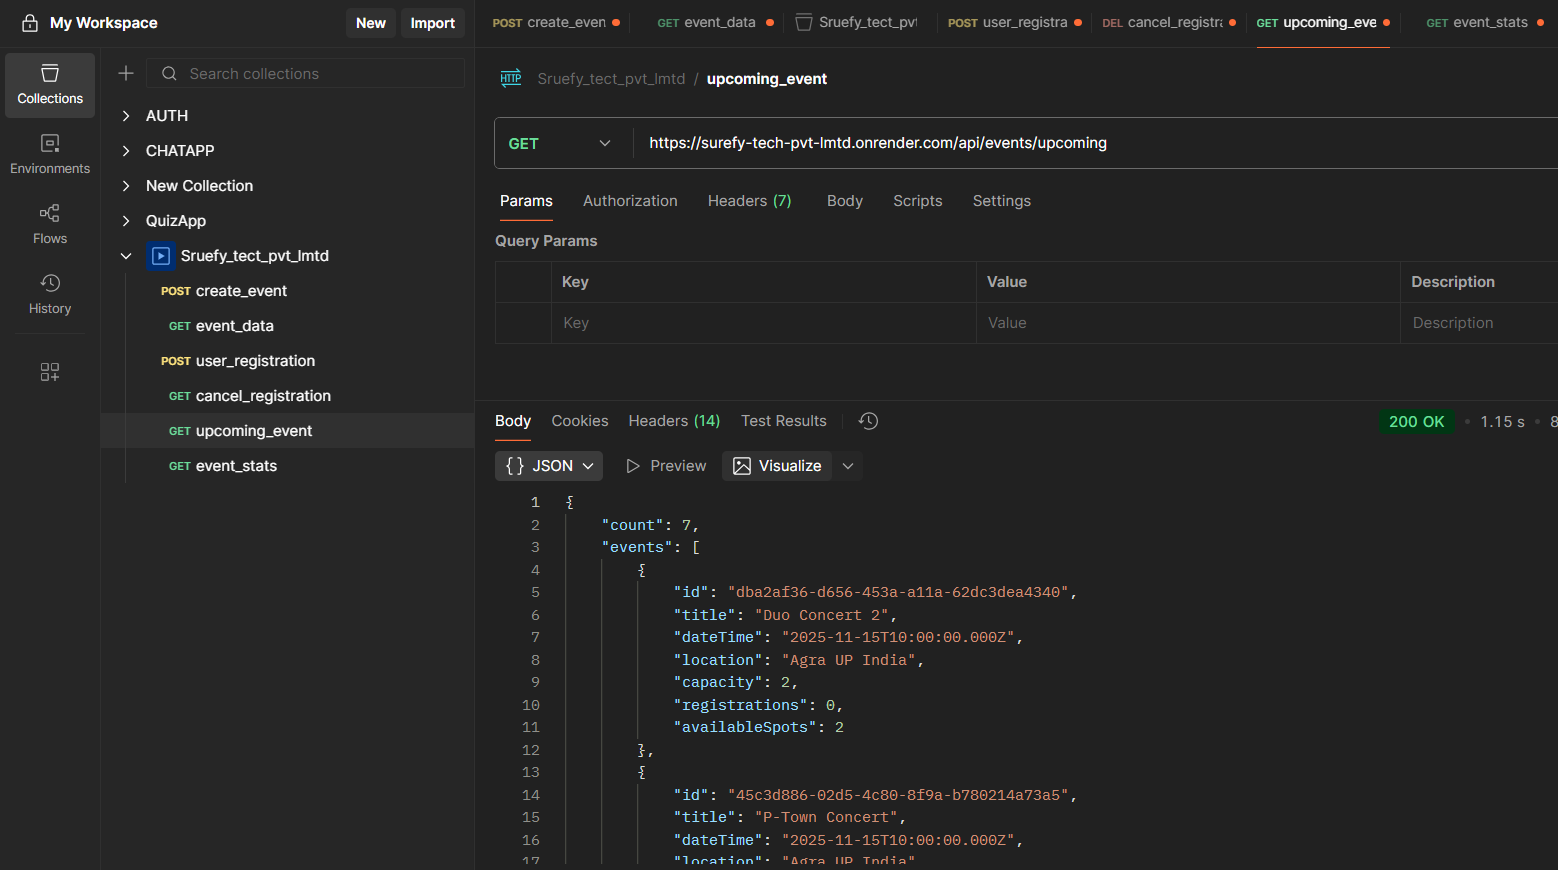 My Workspace New Import
POST create_even GET event_data Sruefy_tect_pvt POST user_registra DEL cancel_registra GET upcoming_eve GET event_stats
Collections
Environments
Flows
History
Search collections
AUTH
CHATAPP
New Collection
QuizApp
Sruefy_tect_pvt_lmtd
POST create_event
GET event_data
POST user_registration
GET cancel_registration
GET upcoming_event
GET event_stats
HTTP Sruefy_tect_pvt_lmtd / upcoming_event
GET https://surefy-tech-pvt-lmtd.onrender.com/api/events/upcoming
Params Authorization Headers (7) Body Scripts Settings
Query Params
Key Value Description
Key Value Description
Body Cookies Headers (14) Test Results 200 OK • 1.15 s • 8
{} JSON Preview Visualize
1 {
2 "count": 7,
3 "events": [
4 {
5 "id": "dba2af36-d656-453a-a11a-62dc3dea4340",
6 "title": "Duo Concert 2",
7 "dateTime": "2025-11-15T10:00:00.000Z",
8 "location": "Agra UP India",
9 "capacity": 2,
10 "registrations": 0,
11 "availableSpots": 2
12 },
13 {
14 "id": "45c3d886-02d5-4c80-8f9a-b780214a73a5",
15 "title": "P-Town Concert",
16 "dateTime": "2025-11-15T10:00:00.000Z",
17 "location": "Agra UP India"